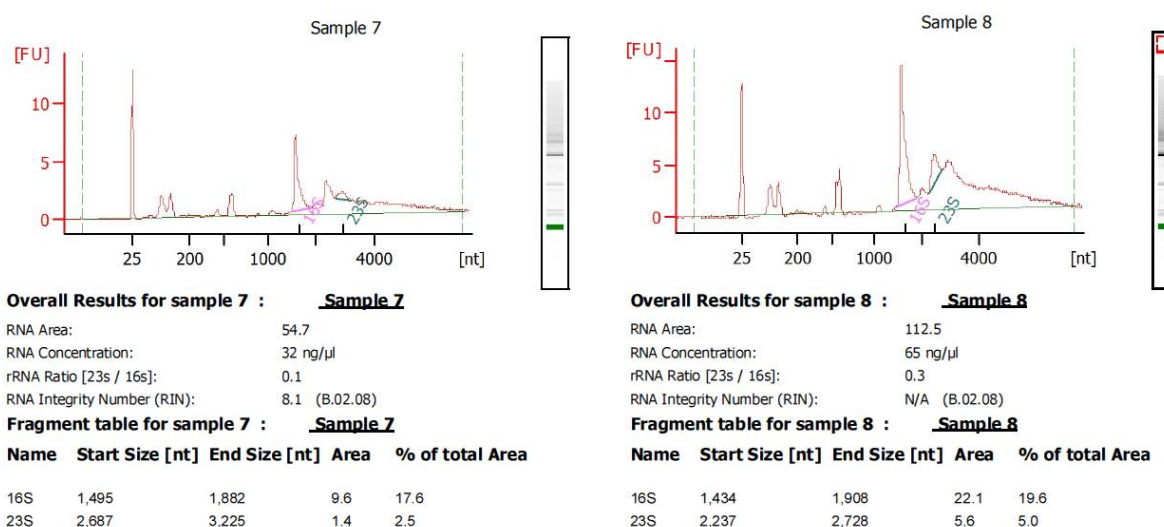 Sample 7
[FU]
10
5
0
16S
23S
25 200 1000 4000 [nt]
Overall Results for sample 7 : Sample 7
RNA Area: 54.7
RNA Concentration: 32 ng/µl
rRNA Ratio [23s / 16s]: 0.1
RNA Integrity Number (RIN): 8.1 (B.02.08)
Fragment table for sample 7 : Sample 7
Name Start Size [nt] End Size [nt] Area % of total Area
16S 1,495 1,882 9.6 17.6
23S 2.687 3.225 1.4 2.5
Sample 8
[FU]
10
5
0
16S
23S
25 200 1000 4000 [nt]
Overall Results for sample 8 : Sample 8
RNA Area: 112.5
RNA Concentration: 65 ng/µl
rRNA Ratio [23s / 16s]: 0.3
RNA Integrity Number (RIN): N/A (B.02.08)
Fragment table for sample 8 : Sample 8
Name Start Size [nt] End Size [nt] Area % of total Area
16S 1,434 1,908 22.1 19.6
23S 2.237 2.728 5.6 5.0